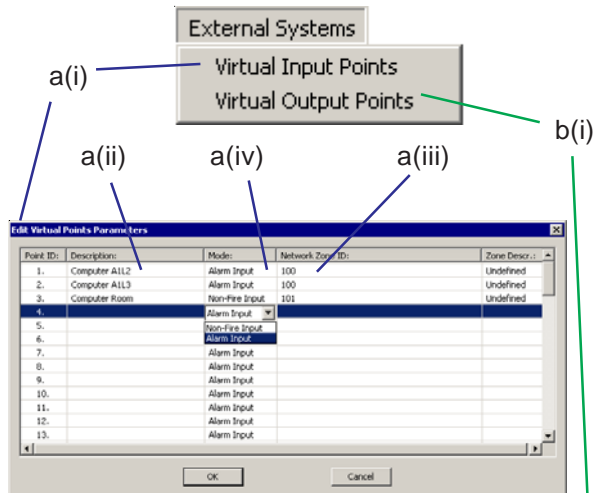 External Systems
Virtual Input Points
Virtual Output Points
a(i)
b(i)
a(ii) a(iv) a(iii)
Edit Virtual Points Parameters
Point ID: Description: Mode: Network Zone ID: Zone Descr.:
1. Computer A1L2 Alarm Input 100 Undefined
2. Computer A1L3 Alarm Input 100 Undefined
3. Computer Room Non-Fire Input 101 Undefined
4. Alarm Input
5. Non-Fire Input
6. Alarm Input
7. Alarm Input
8. Alarm Input
9. Alarm Input
10. Alarm Input
11. Alarm Input
12. Alarm Input
13. Alarm Input
OK Cancel